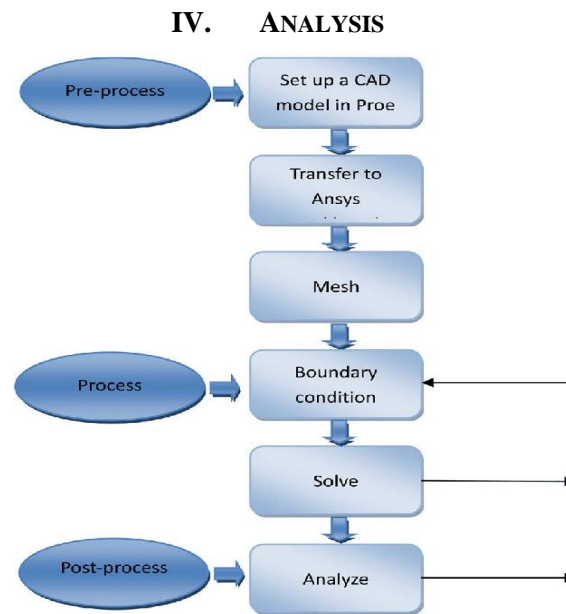 IV. ANALYSIS
Pre-process
Set up a CAD
model in Proe
Transfer to
Ansys
Mesh
Process
Boundary
condition
Solve
Post-process
Analyze